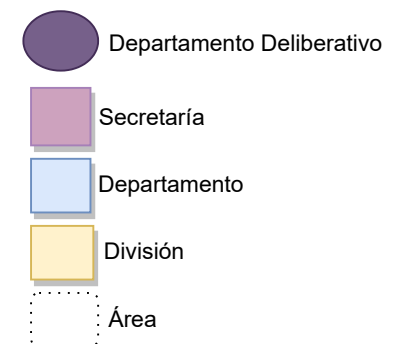 Departamento Deliberativo
Secretaría
Departamento
División
Área